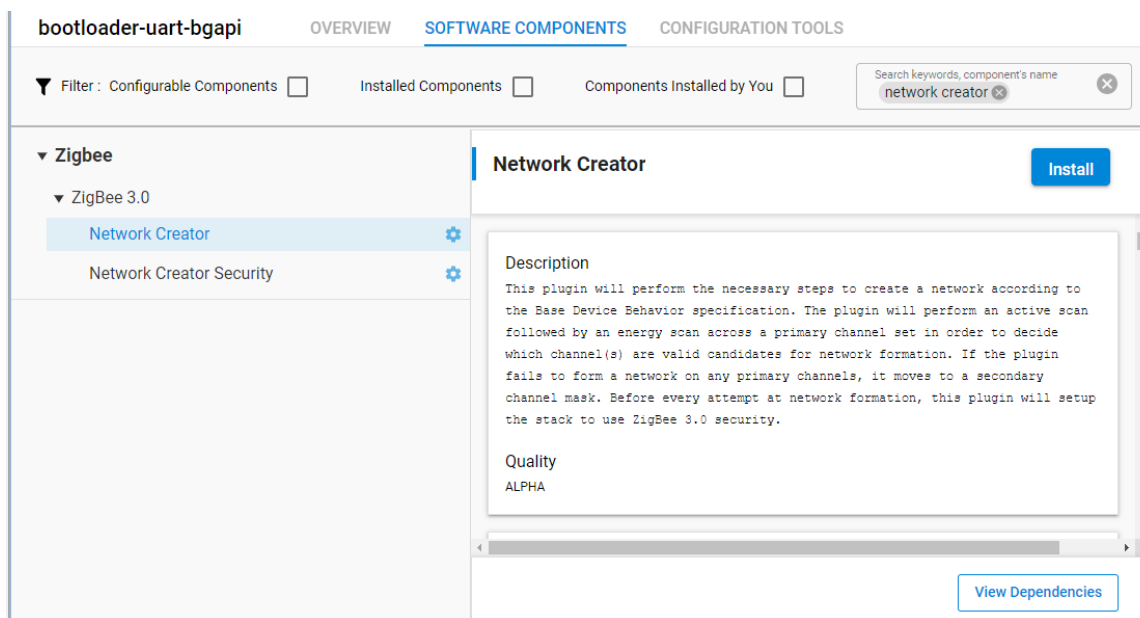 bootloader-uart-bgapi
OVERVIEW
SOFTWARE COMPONENTS
CONFIGURATION TOOLS
Filter : Configurable Components
Installed Components
Components Installed by You
Search keywords, component's name
network creator
Zigbee
ZigBee 3.0
Network Creator
Network Creator Security
Network Creator
Install
Description
This plugin will perform the necessary steps to create a network according to
the Base Device Behavior specification. The plugin will perform an active scan
followed by an energy scan across a primary channel set in order to decide
which channel(s) are valid candidates for network formation. If the plugin
fails to form a network on any primary channels, it moves to a secondary
channel mask. Before every attempt at network formation, this plugin will setup
the stack to use ZigBee 3.0 security.
Quality
ALPHA
View Dependencies